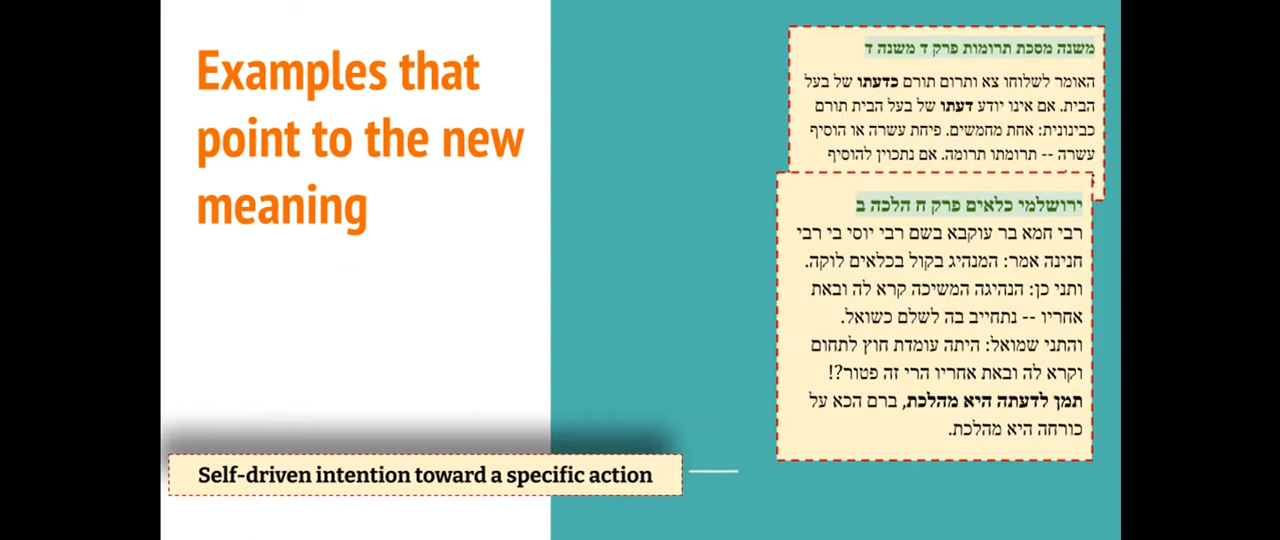 Examples that
point to the new
meaning
משנה מסכת תרומות פרק ד משנה ד
האומר לשלוחו צא ותרום תורם כדעתו של בעל
הבית. אם אינו יודע דעתו של בעל הבית תורם
כבינונית: אחת מחמשים. פיחת עשרה או הוסיף
עשרה -- תרומתו תרומה. אם נתכוין להוסיף
ירושלמי כלאים פרק ח הלכה ב
רבי חמא בר עוקבא בשם רבי יוסי בי רבי
חנינה אמר: המנהיג בקול בכלאים לוקה.
ותני כן: הנהיגה המשיכה קרא לה ובאת
אחריו -- נתחייב בה לשלם כשואל.
והתני שמואל: היתה עומדת חוץ לתחום
וקרא לה ובאת אחריו הרי זה פטור?!
תמן לדעתה היא מהלכת, ברם הכא על
כורחה היא מהלכת.
Self-driven intention toward a specific action